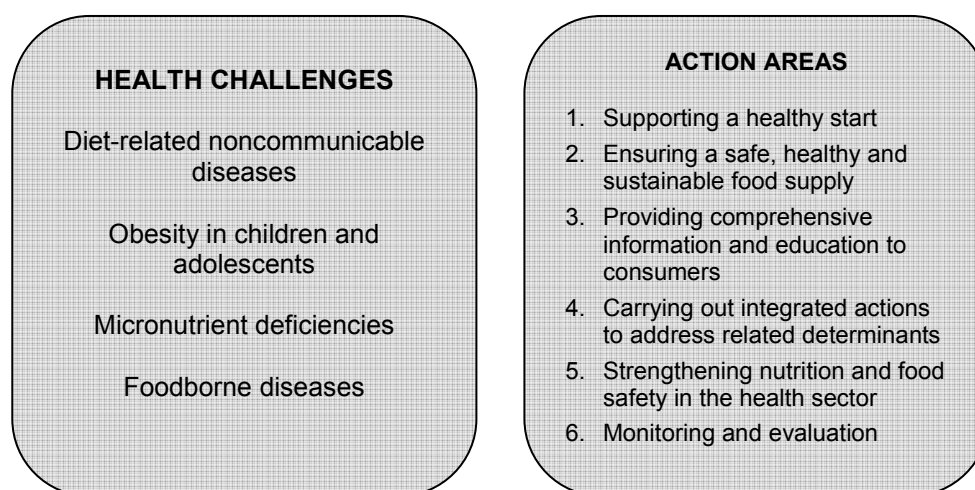 HEALTH CHALLENGES
Diet-related noncommunicable
diseases
Obesity in children and
adolescents
Micronutrient deficiencies
Foodborne diseases
ACTION AREAS
1. Supporting a healthy start
2. Ensuring a safe, healthy and
sustainable food supply
3. Providing comprehensive
information and education to
consumers
4. Carrying out integrated actions
to address related determinants
5. Strengthening nutrition and food
safety in the health sector
6. Monitoring and evaluation